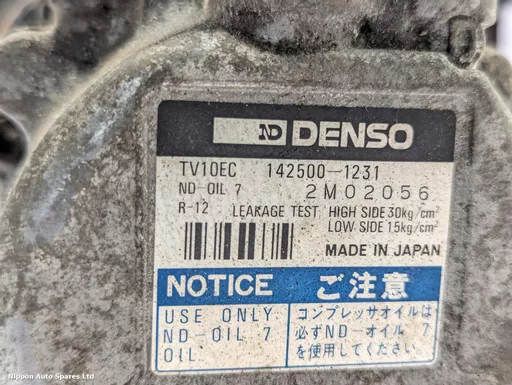 ND DENSO
TV10EC 142500-1231
ND-OIL 7 2M02056
R-12 LEAKAGE TEST HIGH SIDE 30kg/cm²
LOW SIDE 15kg/cm²
MADE IN JAPAN
NOTICE ご注意
USE ONLY
ND-OIL 7
OIL.
コンプレッサオイルは
必ずND-オイル 7
を使用してください
Nippon Auto Spares Ltd